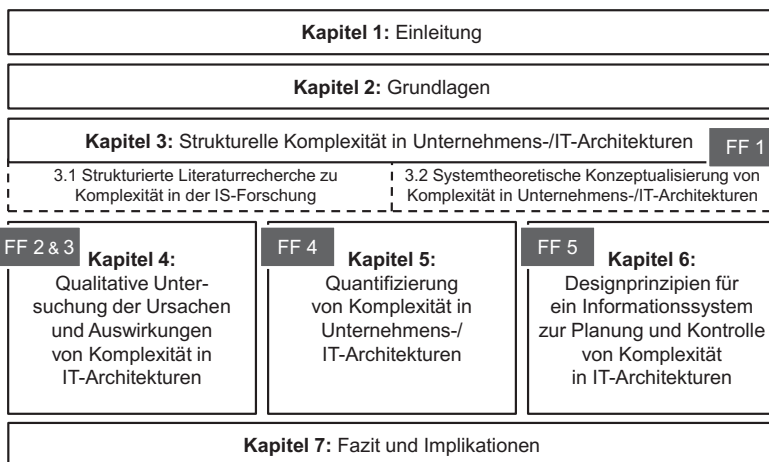 Kapitel 1: Einleitung
Kapitel 2: Grundlagen
Kapitel 3: Strukturelle Komplexität in Unternehmens-/IT-Architekturen
FF 1
3.1 Strukturierte Literaturrecherche zu
Komplexität in der IS-Forschung
3.2 Systemtheoretische Konzeptualisierung von
Komplexität in Unternehmens-/IT-Architekturen
FF 2 & 3
Kapitel 4:
Qualitative Unter-
suchung der Ursachen
und Auswirkungen
von Komplexität in
IT-Architekturen
FF 4
Kapitel 5:
Quantifizierung
von Komplexität in
Unternehmens-/
IT-Architekturen
FF 5
Kapitel 6:
Designprinzipien für
ein Informationssystem
zur Planung und Kontrolle
von Komplexität
in IT-Architekturen
Kapitel 7: Fazit und Implikationen